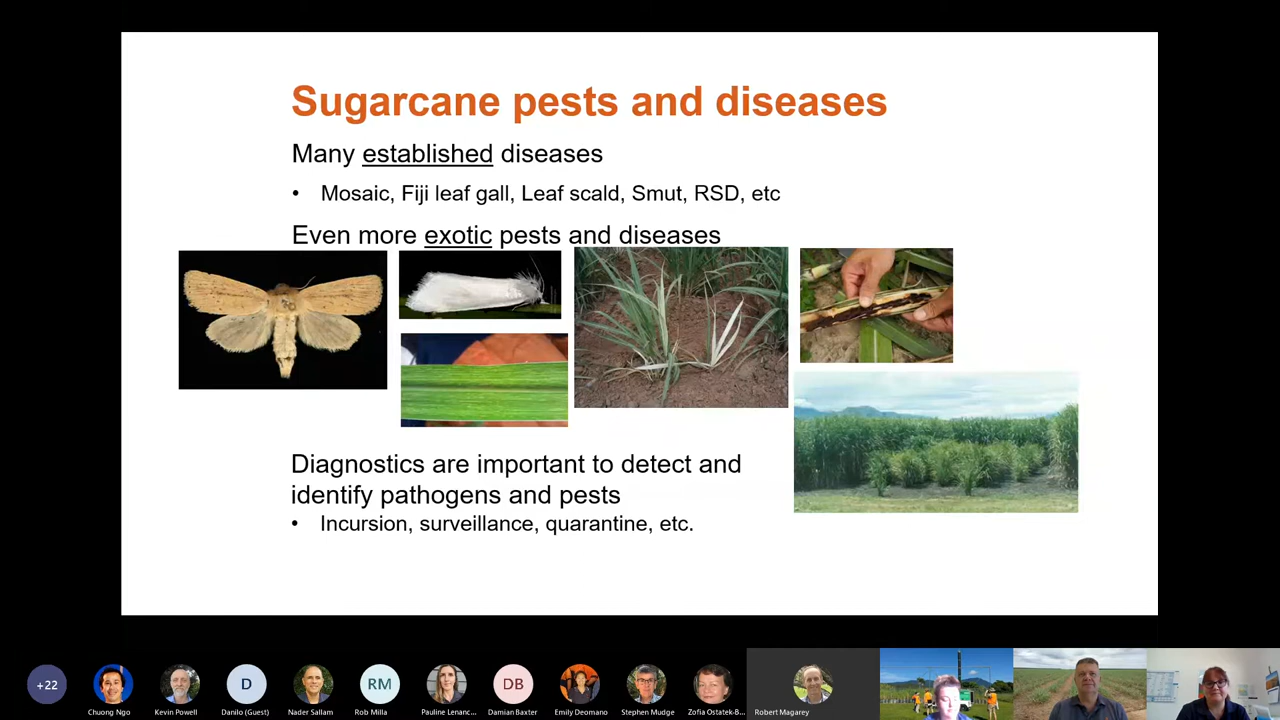 Sugarcane pests and diseases
Many established diseases
• Mosaic, Fiji leaf gall, Leaf scald, Smut, RSD, etc
Even more exotic pests and diseases
Diagnostics are important to detect and
identify pathogens and pests
• Incursion, surveillance, quarantine, etc.
+22
D
RM
DB
Chuong Ngo
Kevin Powell
Danilo (Guest)
Nader Sallam
Rob Milla
Pauline Lenanc...
Damian Baxter
Emily Deomano
Stephen Mudge
Zofia Ostatek-B...
Robert Magarey